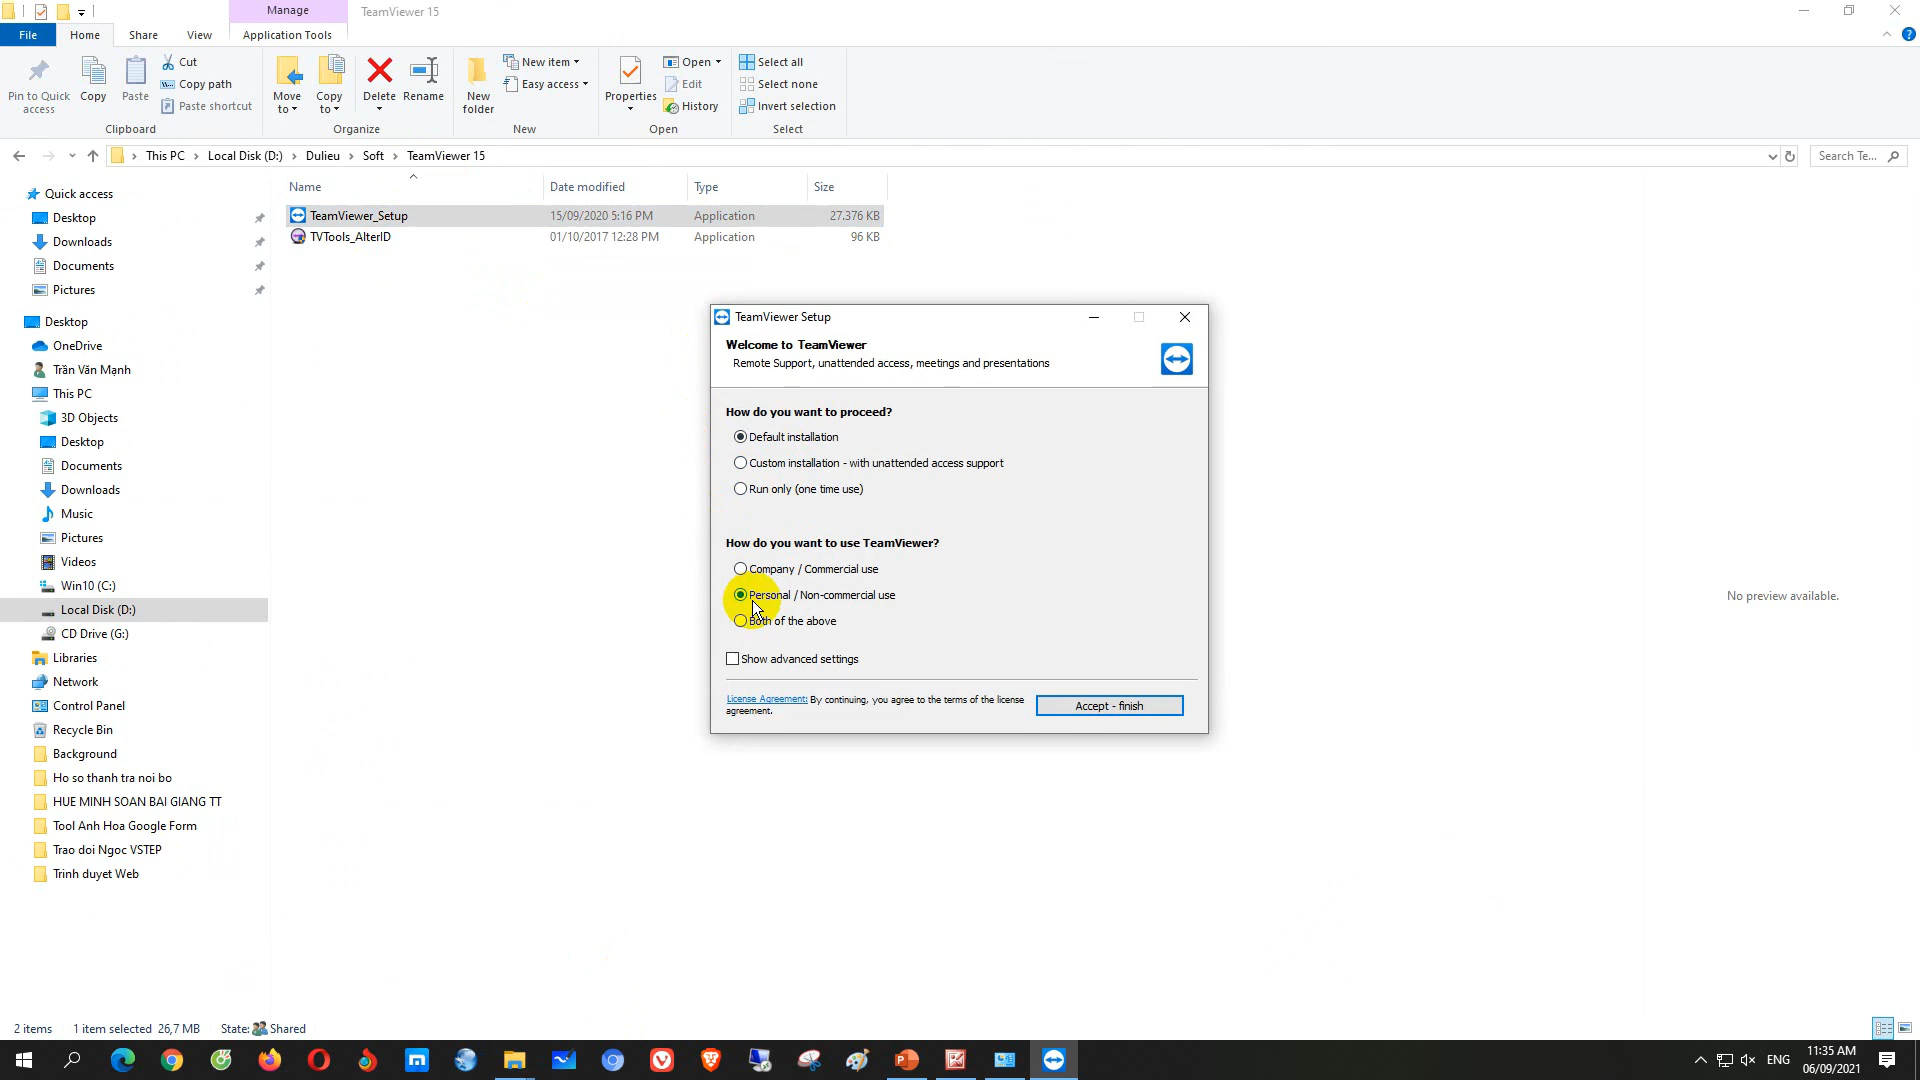 Manage
TeamViewer 15
File
Home
Share
View
Application Tools
Pin to Quick access
Copy
Paste
Cut
Copy path
Paste shortcut
Clipboard
Move to
Copy to
Delete
Rename
Organize
New folder
New item
Easy access
New
Properties
Open
Edit
History
Open
Select all
Select none
Invert selection
Select
This PC
Local Disk (D:)
Dulieu
Soft
TeamViewer 15
Search Te...
Quick access
Desktop
Downloads
Documents
Pictures
Desktop
OneDrive
Trần Văn Mạnh
This PC
3D Objects
Desktop
Documents
Downloads
Music
Pictures
Videos
Win10 (C:)
Local Disk (D:)
CD Drive (G:)
Libraries
Network
Control Panel
Recycle Bin
Background
Ho so thanh tra noi bo
HUE MINH SOAN BAI GIANG TT
Tool Anh Hoa Google Form
Trao doi Ngoc VSTEP
Trinh duyet Web
Name
Date modified
Type
Size
TeamViewer_Setup
15/09/2020 5:16 PM
Application
27.376 KB
TVTools_AlterID
01/10/2017 12:28 PM
Application
96 KB
TeamViewer Setup
Welcome to TeamViewer
Remote Support, unattended access, meetings and presentations
How do you want to proceed?
Default installation
Custom installation - with unattended access support
Run only (one time use)
How do you want to use TeamViewer?
Company / Commercial use
Personal / Non-commercial use
Both of the above
Show advanced settings
License Agreement: By continuing, you agree to the terms of the license
agreement.
Accept - finish
No preview available.
2 items
1 item selected 26,7 MB
State: Shared
ENG
11:35 AM
06/09/2021